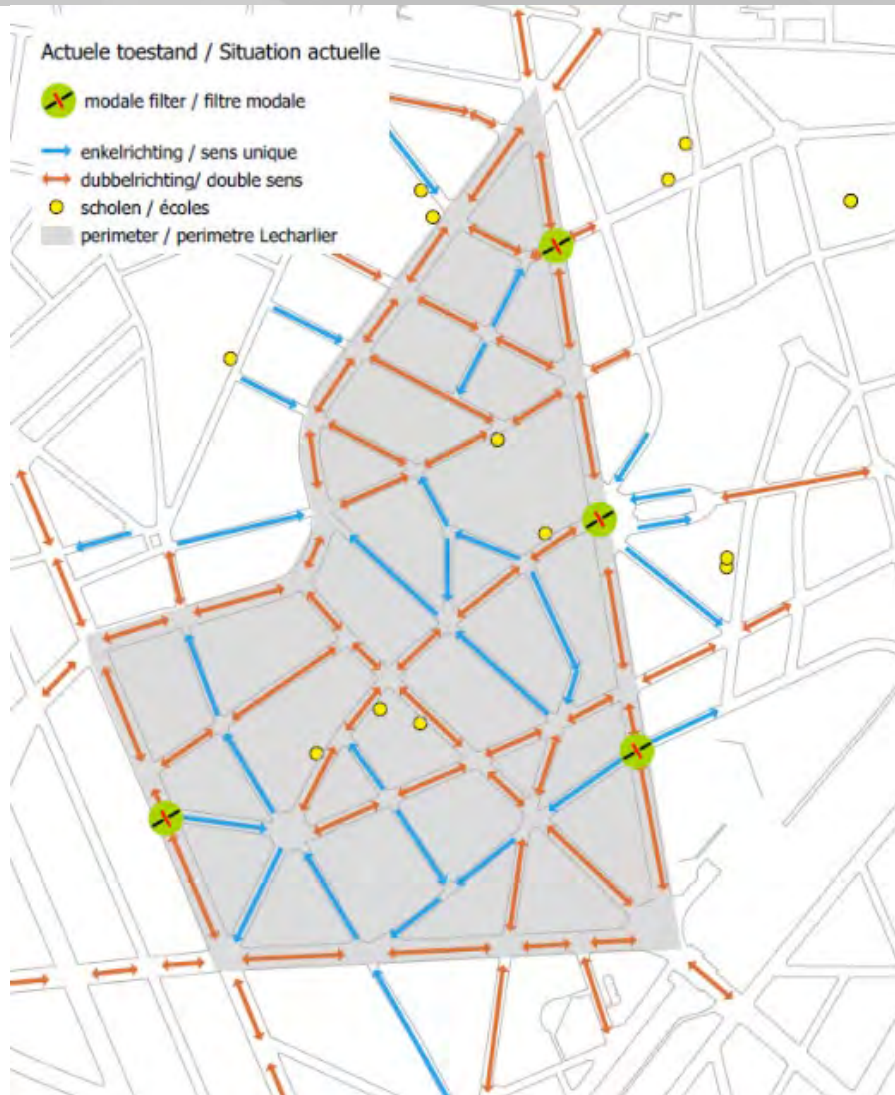 Actuele toestand / Situation actuelle
modale filter / filtre modale
enkelrichting / sens unique
dubbelrichting/ double sens
scholen / écoles
perimeter / perimetre Lecharlier